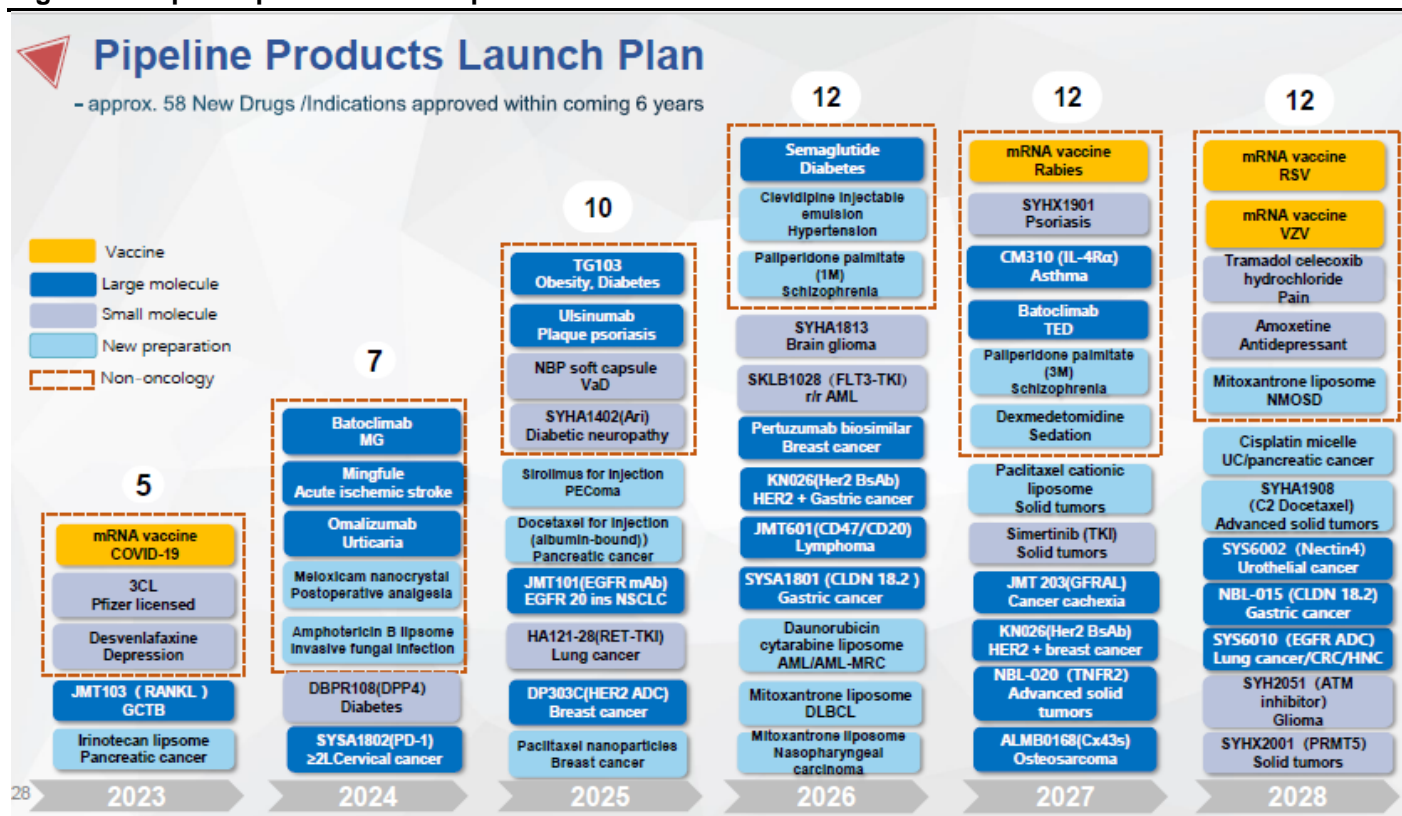 Pipeline Products Launch Plan
– approx. 58 New Drugs /Indications approved within coming 6 years
Vaccine
Large molecule
Small molecule
New preparation
Non-oncology
5
mRNA vaccine
COVID-19
3CL
Pfizer licensed
Desvenlafaxine
Depression
JMT103 ( RANKL )
GCTB
Irinotecan lipsome
Pancreatic cancer
2023
7
Batoclimab
MG
Mingfule
Acute ischemic stroke
Omalizumab
Urticaria
Meloxicam nanocrystal
Postoperative analgesia
Amphotericin B lipsome
Invasive fungal infection
DBPR108(DPP4)
Diabetes
SYSA1802(PD-1)
≥2LCervical cancer
2024
10
TG103
Obesity, Diabetes
Ulsinumab
Plaque psoriasis
NBP soft capsule
VaD
SYHA1402(Ari)
Diabetic neuropathy
Sirolimus for Injection
PEComa
Docetaxel for Injection
(albumin-bound))
Pancreatic cancer
JMT101(EGFR mAb)
EGFR 20 ins NSCLC
HA121-28(RET-TKI)
Lung cancer
DP303C(HER2 ADC)
Breast cancer
Paclitaxel nanoparticles
Breast cancer
2025
12
Semaglutide
Diabetes
Clevidipine Injectable
emulsion
Hypertension
Paliperidone palmitate
(1M)
Schizophrenia
SYHA1813
Brain glioma
SKLB1028 (FLT3-TKI)
r/r AML
Pertuzumab biosimilar
Breast cancer
KN026(Her2 BsAb)
HER2 + Gastric cancer
JMT601(CD47/CD20)
Lymphoma
SYSA1801 (CLDN 18.2 )
Gastric cancer
Daunorubicin
cytarabine liposome
AML/AML-MRC
Mitoxantrone liposome
DLBCL
Mitoxantrone liposome
Nasopharyngeal
carcinoma
2026
12
mRNA vaccine
Rabies
SYHX1901
Psoriasis
CM310 (IL-4Rα)
Asthma
Batoclimab
TED
Paliperidone palmitate
(3M)
Schizophrenia
Dexmedetomidine
Sedation
Paclitaxel cationic
liposome
Solid tumors
Simertinib (TKI)
Solid tumors
JMT 203(GFRAL)
Cancer cachexia
KN026(Her2 BsAb)
HER2 + breast cancer
NBL-020 (TNFR2)
Advanced solid
tumors
ALMB0168(Cx43s)
Osteosarcoma
2027
12
mRNA vaccine
RSV
mRNA vaccine
VZV
Tramadol celecoxib
hydrochloride
Pain
Amoxetine
Antidepressant
Mitoxantrone liposome
NMOSD
Cisplatin micelle
UC/pancreatic cancer
SYHA1908
(C2 Docetaxel)
Advanced solid tumors
SYS6002 (Nectin4)
Urothelial cancer
NBL-015 (CLDN 18.2)
Gastric cancer
SYS6010 (EGFR ADC)
Lung cancer/CRC/HNC
SYH2051 (ATM
inhibitor)
Glioma
SYHX2001 (PRMT5)
Solid tumors
2028
28